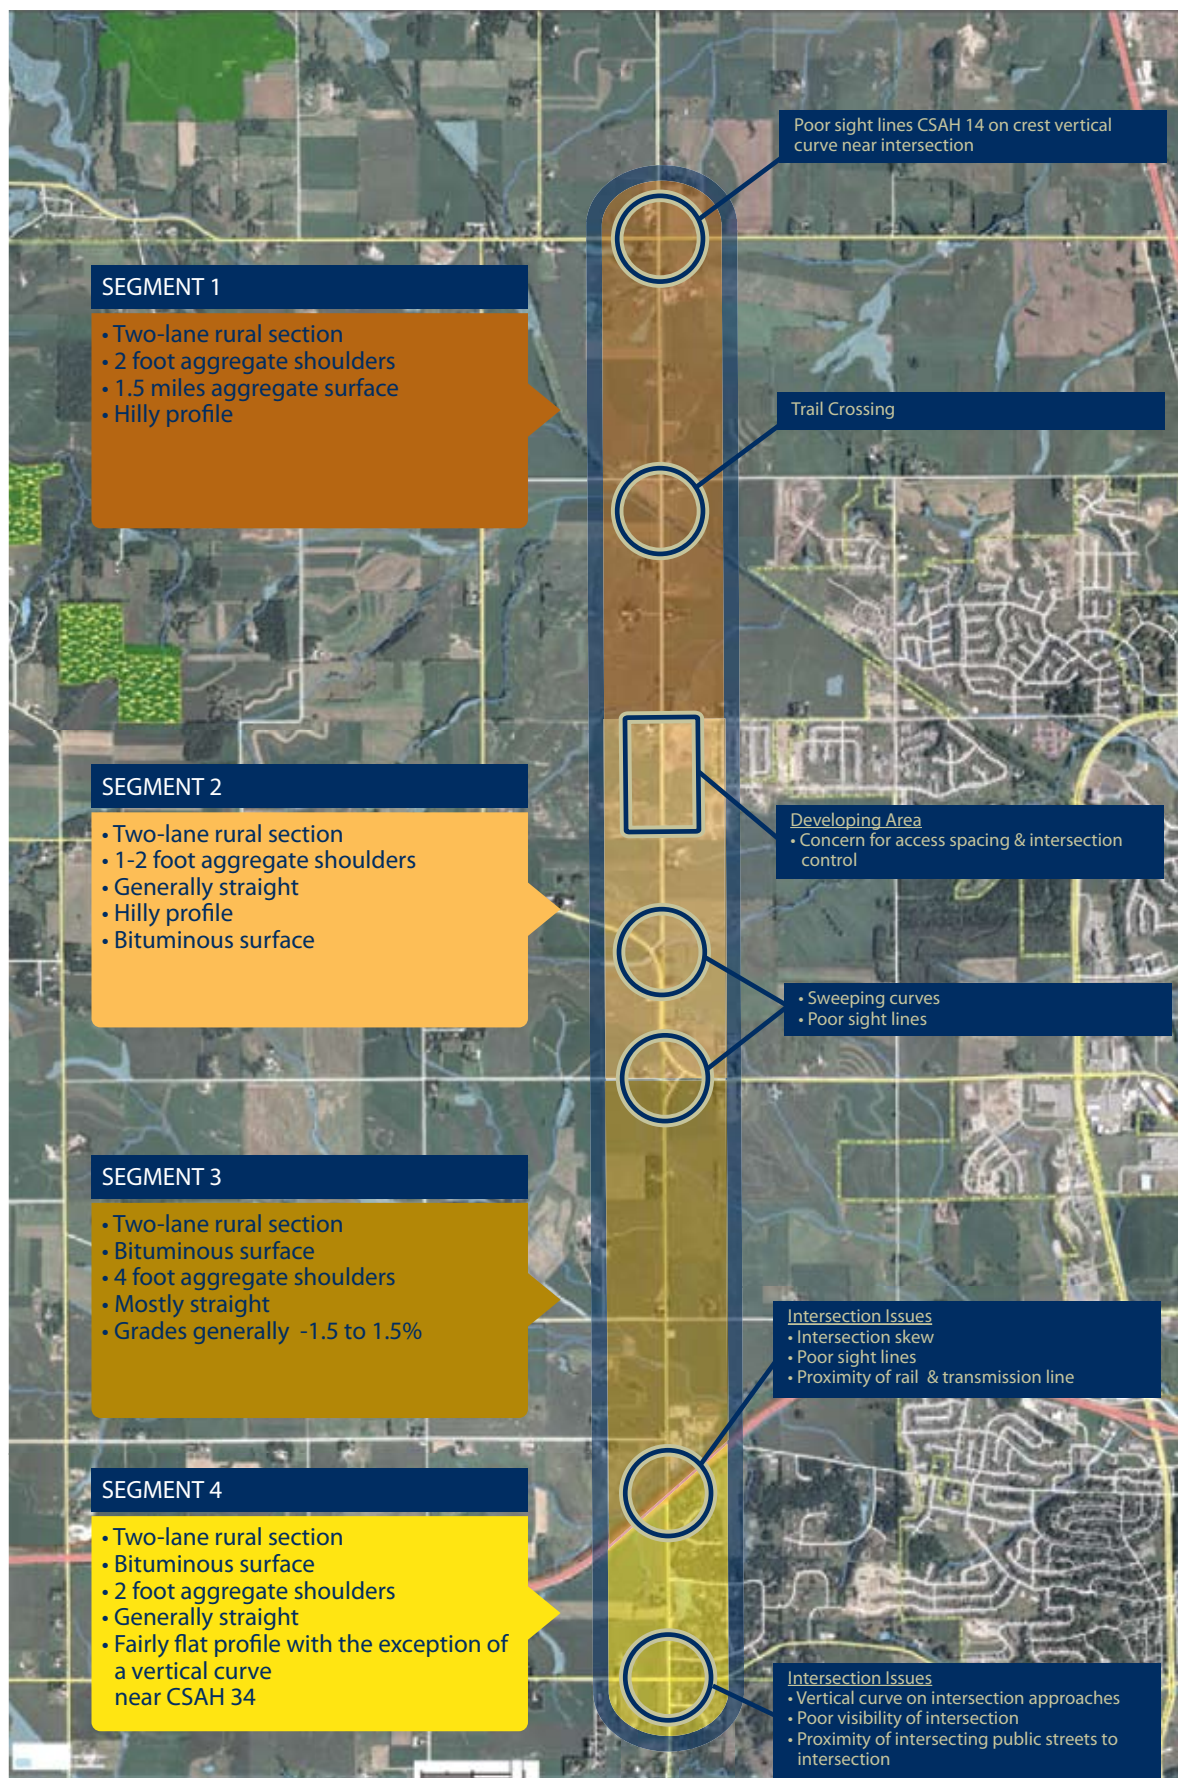 Poor sight lines CSAH 14 on crest vertical
curve near intersection
SEGMENT 1
• Two-lane rural section
• 2 foot aggregate shoulders
• 1.5 miles aggregate surface
• Hilly profile
Trail Crossing
SEGMENT 2
• Two-lane rural section
• 1-2 foot aggregate shoulders
• Generally straight
• Hilly profile
• Bituminous surface
Developing Area
• Concern for access spacing & intersection
control
• Sweeping curves
• Poor sight lines
SEGMENT 3
• Two-lane rural section
• Bituminous surface
• 4 foot aggregate shoulders
• Mostly straight
• Grades generally -1.5 to 1.5%
Intersection Issues
• Intersection skew
• Poor sight lines
• Proximity of rail & transmission line
SEGMENT 4
• Two-lane rural section
• Bituminous surface
• 2 foot aggregate shoulders
• Generally straight
• Fairly flat profile with the exception of
a vertical curve
near CSAH 34
Intersection Issues
• Vertical curve on intersection approaches
• Poor visibility of intersection
• Proximity of intersecting public streets to
intersection